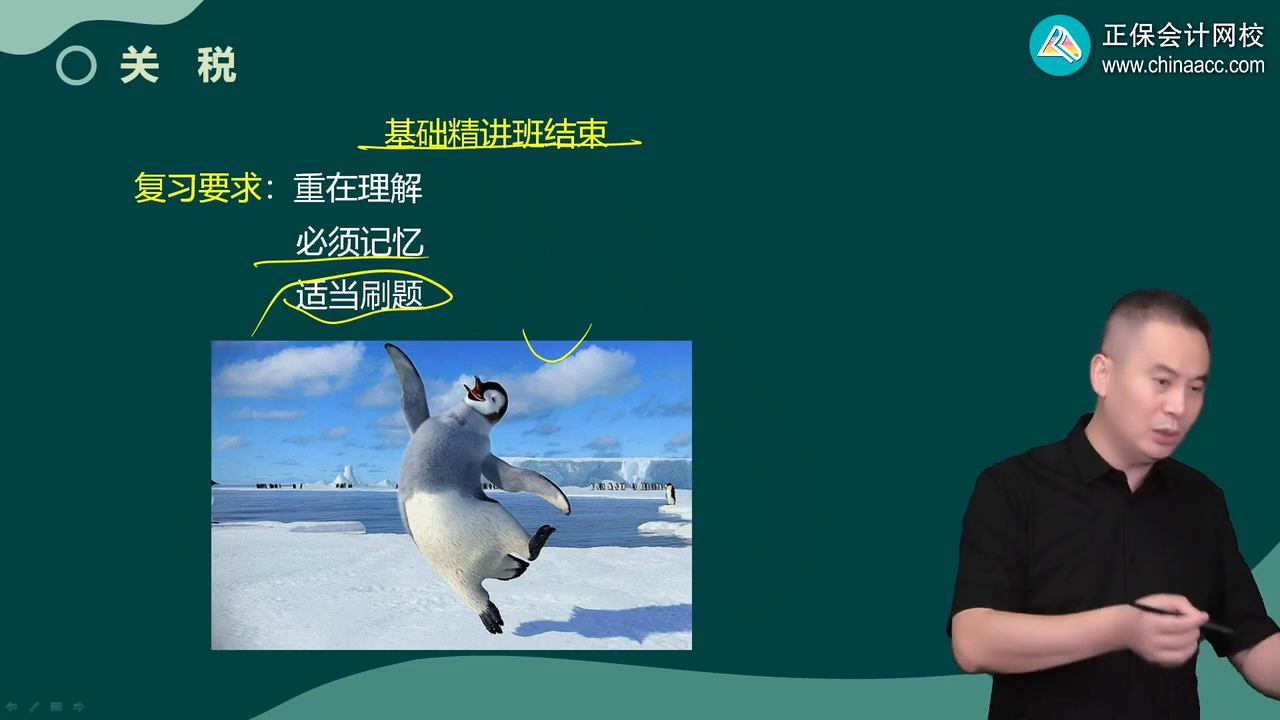 关 税
正保会计网校
www.chinaacc.com
基础精讲班结束
复习要求：重在理解
必须记忆
适当刷题